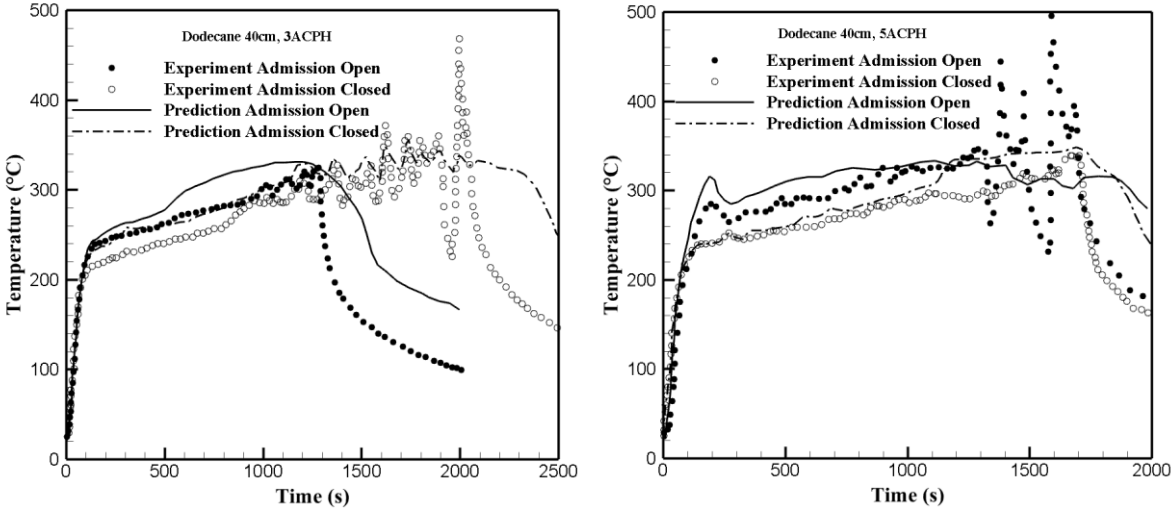 Dodecane 40cm, 3ACPH
Experiment Admission Open
Experiment Admission Closed
Prediction Admission Open
Prediction Admission Closed
Temperature (°C)
500
400
300
200
100
0
0 500 1000 1500 2000 2500
Time (s)
Dodecane 40cm, 5ACPH
Experiment Admission Open
Experiment Admission Closed
Prediction Admission Open
Prediction Admission Closed
Temperature (°C)
500
400
300
200
100
0
0 500 1000 1500 2000
Time (s)